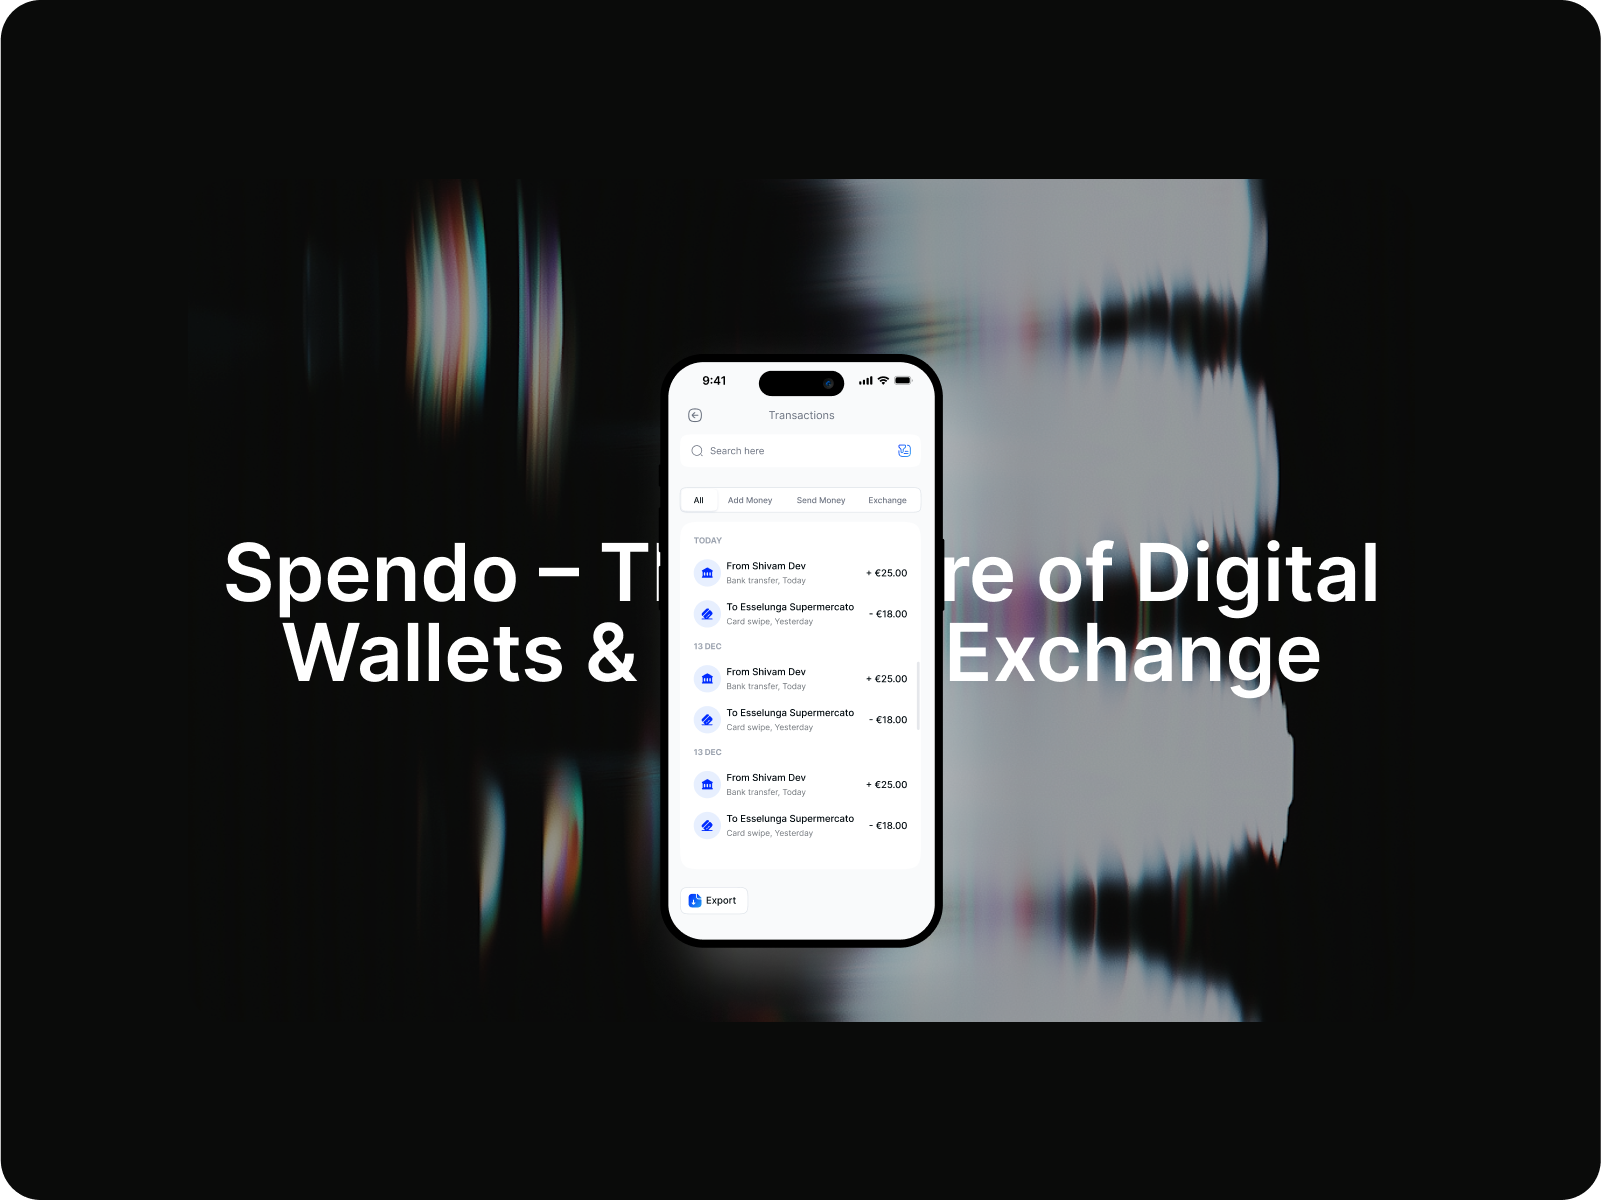 Spendo – Th re of Digital
Wallets & Exchange
9:41
Transactions
Search here
All Add Money Send Money Exchange
TODAY
From Shivam Dev
+ €25.00
Bank transfer, Today
To Esselunga Supermercato
- €18.00
Card swipe, Yesterday
13 DEC
From Shivam Dev
+ €25.00
Bank transfer, Today
To Esselunga Supermercato
- €18.00
Card swipe, Yesterday
13 DEC
From Shivam Dev
+ €25.00
Bank transfer, Today
To Esselunga Supermercato
- €18.00
Card swipe, Yesterday
Export